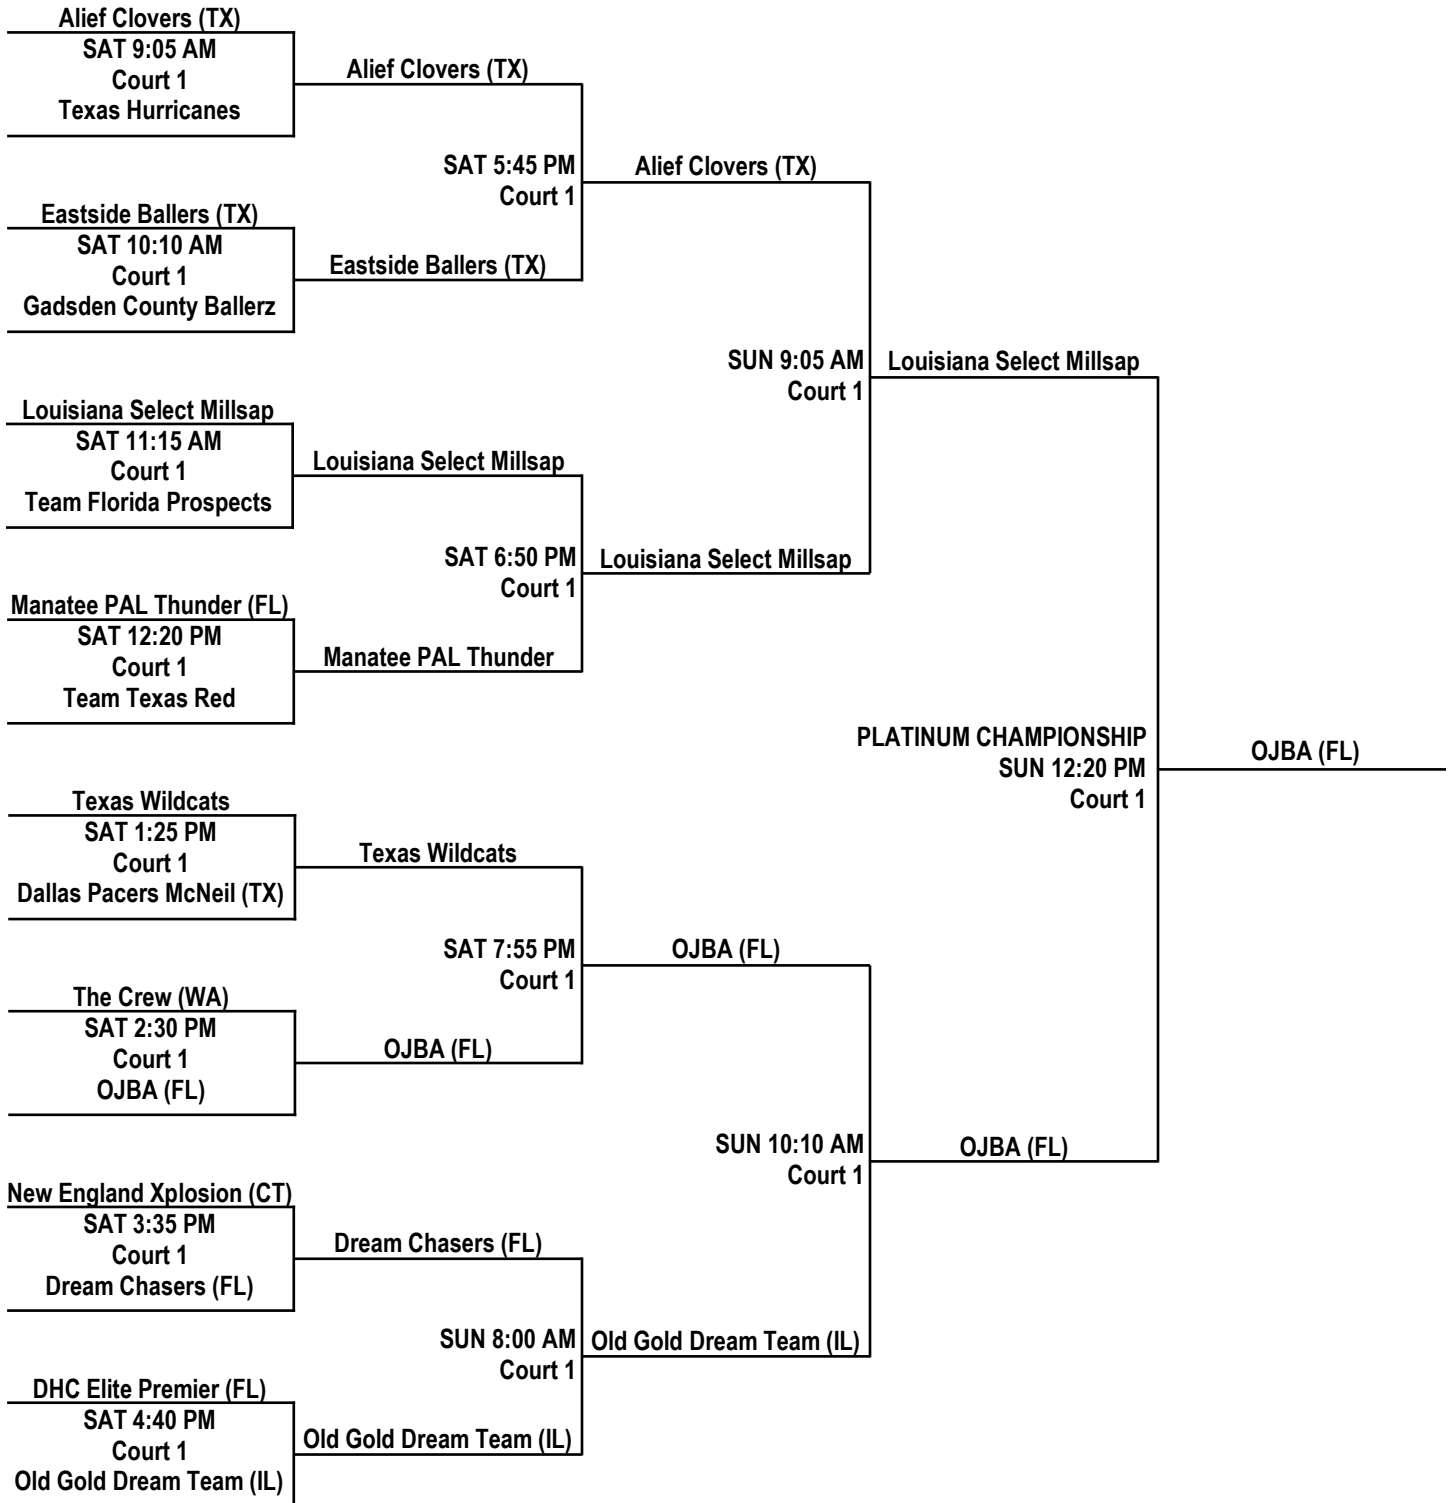 Alief Clovers (TX)
SAT 9:05 AM
Court 1
Texas Hurricanes
Eastside Ballers (TX)
SAT 10:10 AM
Court 1
Gadsden County Ballerz
Louisiana Select Millsap
SAT 11:15 AM
Court 1
Team Florida Prospects
Manatee PAL Thunder (FL)
SAT 12:20 PM
Court 1
Team Texas Red
Texas Wildcats
SAT 1:25 PM
Court 1
Dallas Pacers McNeil (TX)
The Crew (WA)
SAT 2:30 PM
Court 1
OJBA (FL)
New England Xplosion (CT)
SAT 3:35 PM
Court 1
Dream Chasers (FL)
DHC Elite Premier (FL)
SAT 4:40 PM
Court 1
Old Gold Dream Team (IL)
Alief Clovers (TX)
SAT 5:45 PM
Court 1
Eastside Ballers (TX)
Louisiana Select Millsap
SAT 6:50 PM
Court 1
Manatee PAL Thunder
Texas Wildcats
SAT 7:55 PM
Court 1
OJBA (FL)
Dream Chasers (FL)
SUN 8:00 AM
Court 1
Old Gold Dream Team (IL)
Alief Clovers (TX)
SUN 9:05 AM
Court 1
Louisiana Select Millsap
OJBA (FL)
SUN 10:10 AM
Court 1
Old Gold Dream Team (IL)
Louisiana Select Millsap
PLATINUM CHAMPIONSHIP
SUN 12:20 PM
Court 1
OJBA (FL)
OJBA (FL)